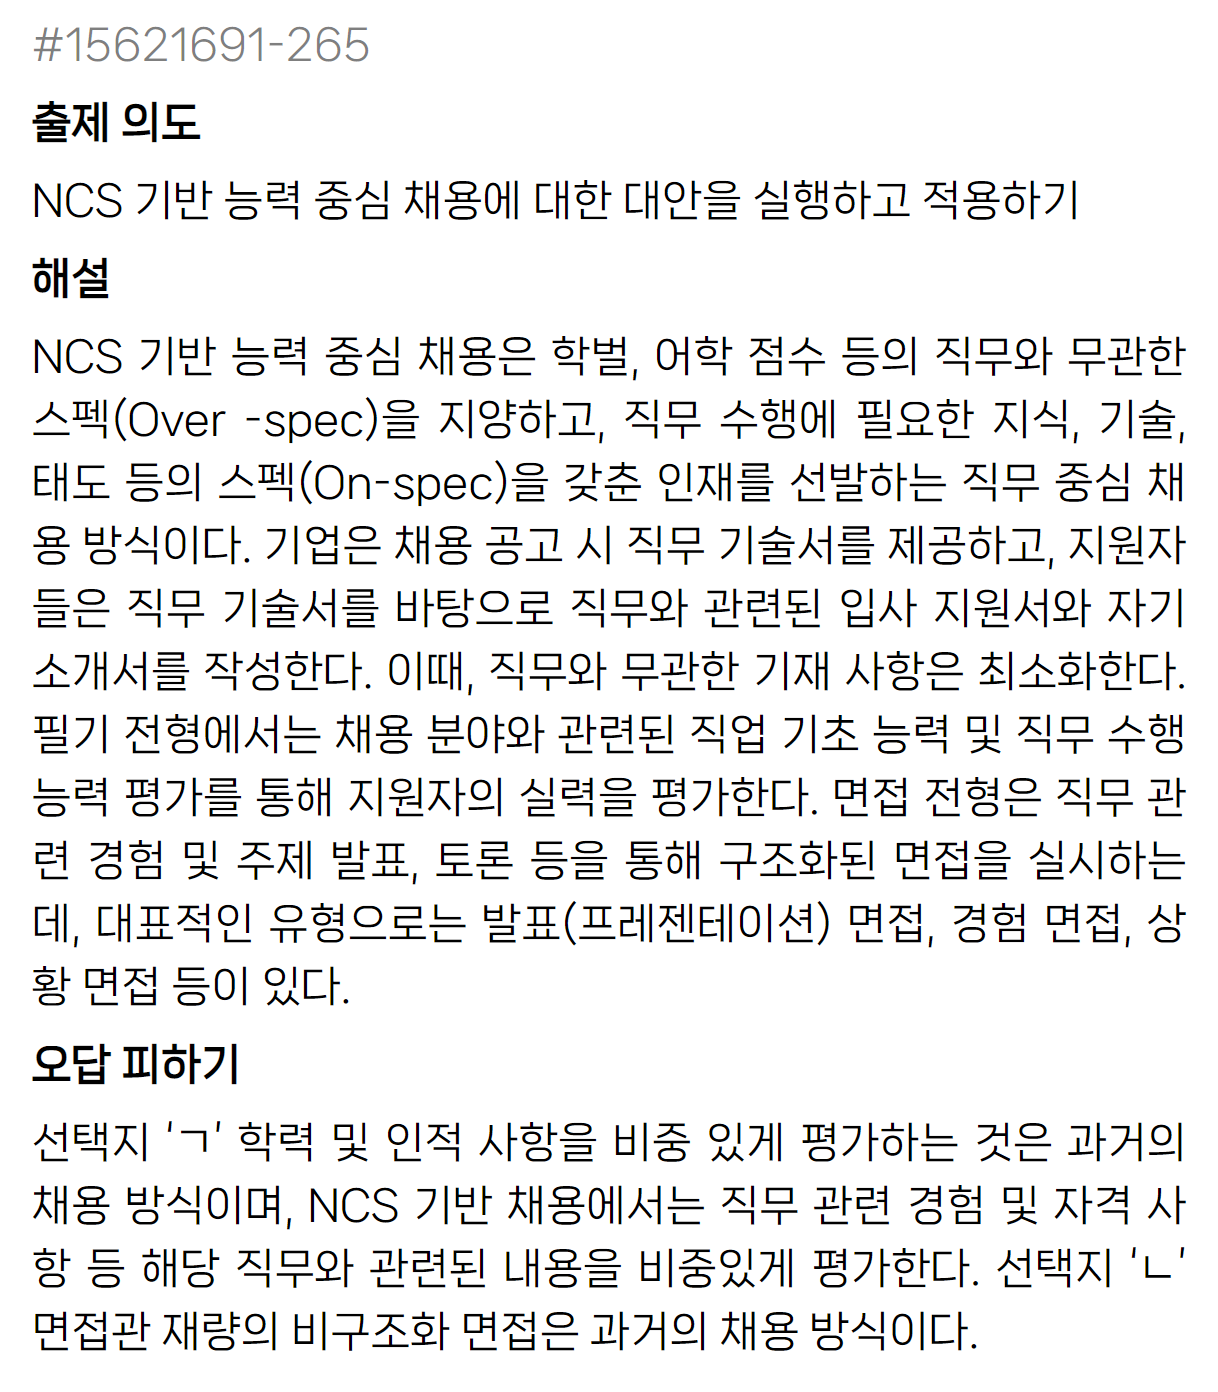 #15621691-265
출제 의도
NCS 기반 능력 중심 채용에 대한 대안을 실행하고 적용하기
해설
NCS 기반 능력 중심 채용은 학벌, 어학 점수 등의 직무와 무관한
스펙(Over -spec)을 지양하고, 직무 수행에 필요한 지식, 기술,
태도 등의 스펙(On-spec)을 갖춘 인재를 선발하는 직무 중심 채
용 방식이다. 기업은 채용 공고 시 직무 기술서를 제공하고, 지원자
들은 직무 기술서를 바탕으로 직무와 관련된 입사 지원서와 자기
소개서를 작성한다. 이때, 직무와 무관한 기재 사항은 최소화한다.
필기 전형에서는 채용 분야와 관련된 직업 기초 능력 및 직무 수행
능력 평가를 통해 지원자의 실력을 평가한다. 면접 전형은 직무 관
련 경험 및 주제 발표, 토론 등을 통해 구조화된 면접을 실시하는
데, 대표적인 유형으로는 발표(프레젠테이션) 면접, 경험 면접, 상
황 면접 등이 있다.
오답 피하기
선택지 ‘ㄱ’ 학력 및 인적 사항을 비중 있게 평가하는 것은 과거의
채용 방식이며, NCS 기반 채용에서는 직무 관련 경험 및 자격 사
항 등 해당 직무와 관련된 내용을 비중있게 평가한다. 선택지 ‘ㄴ’
면접관 재량의 비구조화 면접은 과거의 채용 방식이다.